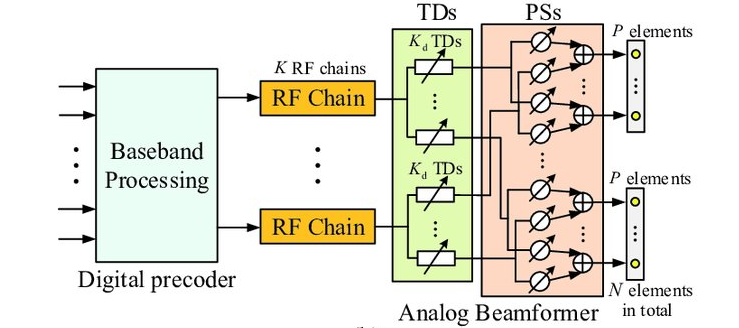 TDs
PSs
K RF chains
K_d TDs
P elements
RF Chain
Baseband
Processing
K_d TDs
P elements
RF Chain
Digital precoder
Analog Beamformer
N elements
in total